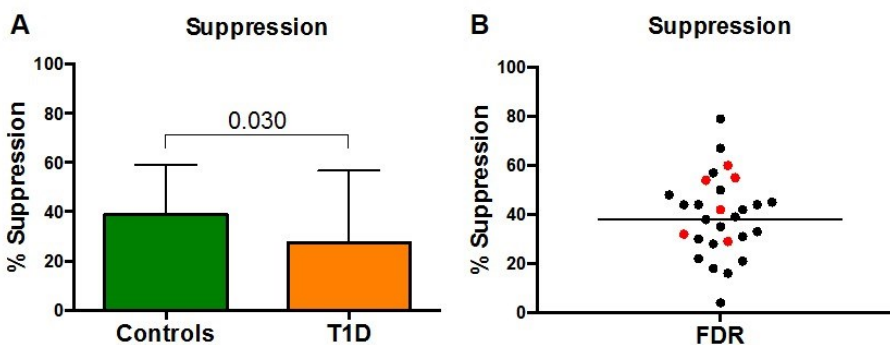 A
Suppression
% Suppression
100
80
60
40
20
0
0.030
Controls
T1D
B
Suppression
% Suppression
100
80
60
40
20
0
FDR